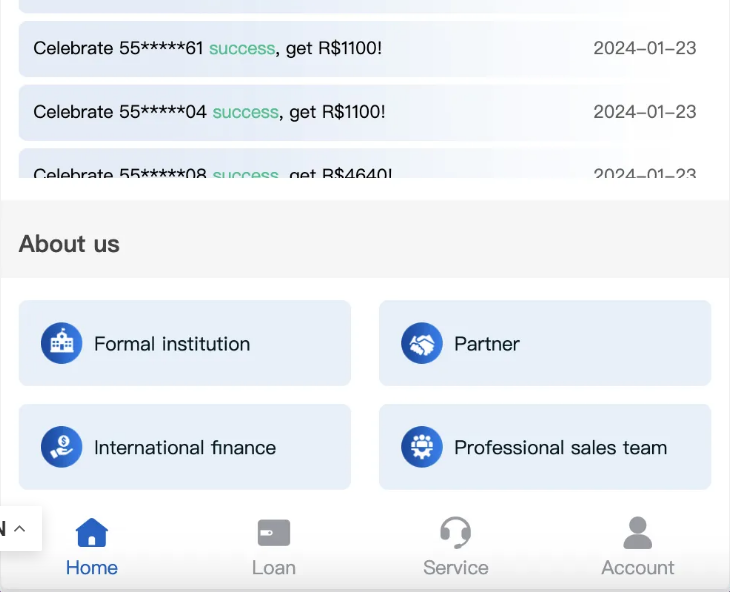 Celebrate 55*****61 success, get R$1100! 2024-01-23
Celebrate 55*****04 success, get R$1100! 2024-01-23
Celebrate 55*****08 success, get R$4640! 2024-01-23
About us
Formal institution
Partner
International finance
Professional sales team
N
Home
Loan
Service
Account